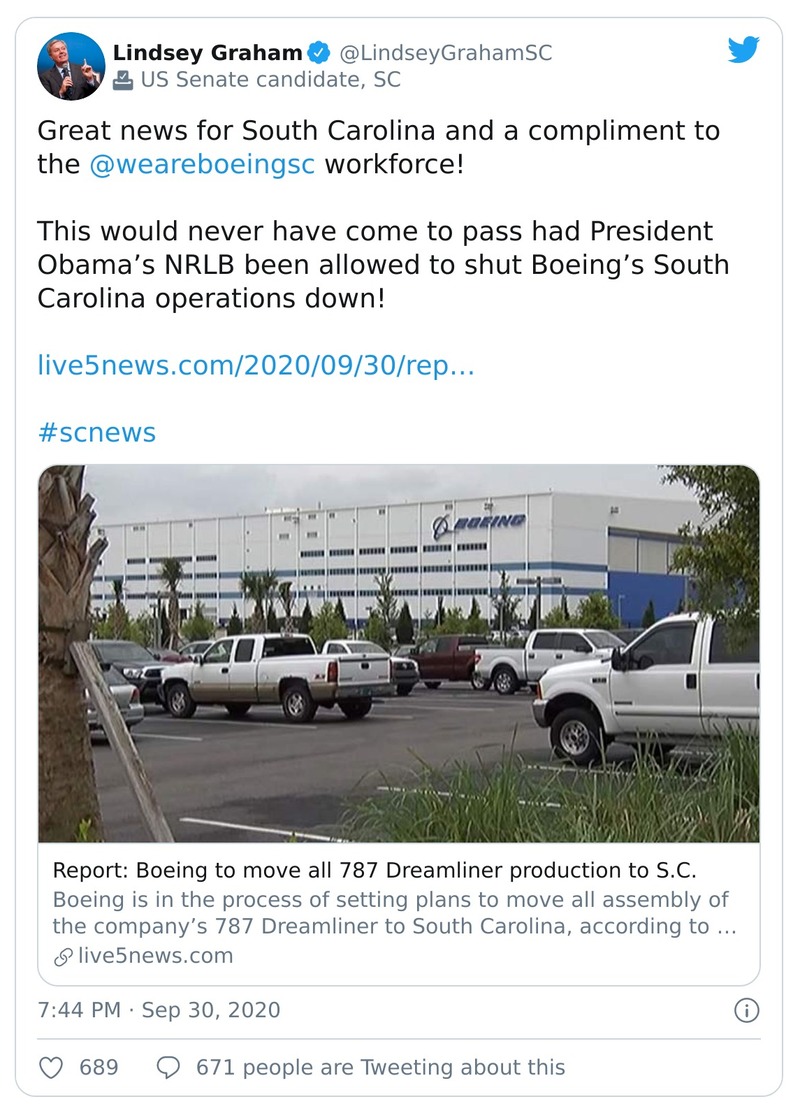 Lindsey Graham @LindseyGrahamSC
US Senate candidate, SC
Great news for South Carolina and a compliment to
the @weareboeingsc workforce!
This would never have come to pass had President
Obama’s NRLB been allowed to shut Boeing’s South
Carolina operations down!
live5news.com/2020/09/30/rep…
#scnews
BOEING
Report: Boeing to move all 787 Dreamliner production to S.C.
Boeing is in the process of setting plans to move all assembly of
the company’s 787 Dreamliner to South Carolina, according to …
live5news.com
7:44 PM · Sep 30, 2020
689 671 people are Tweeting about this